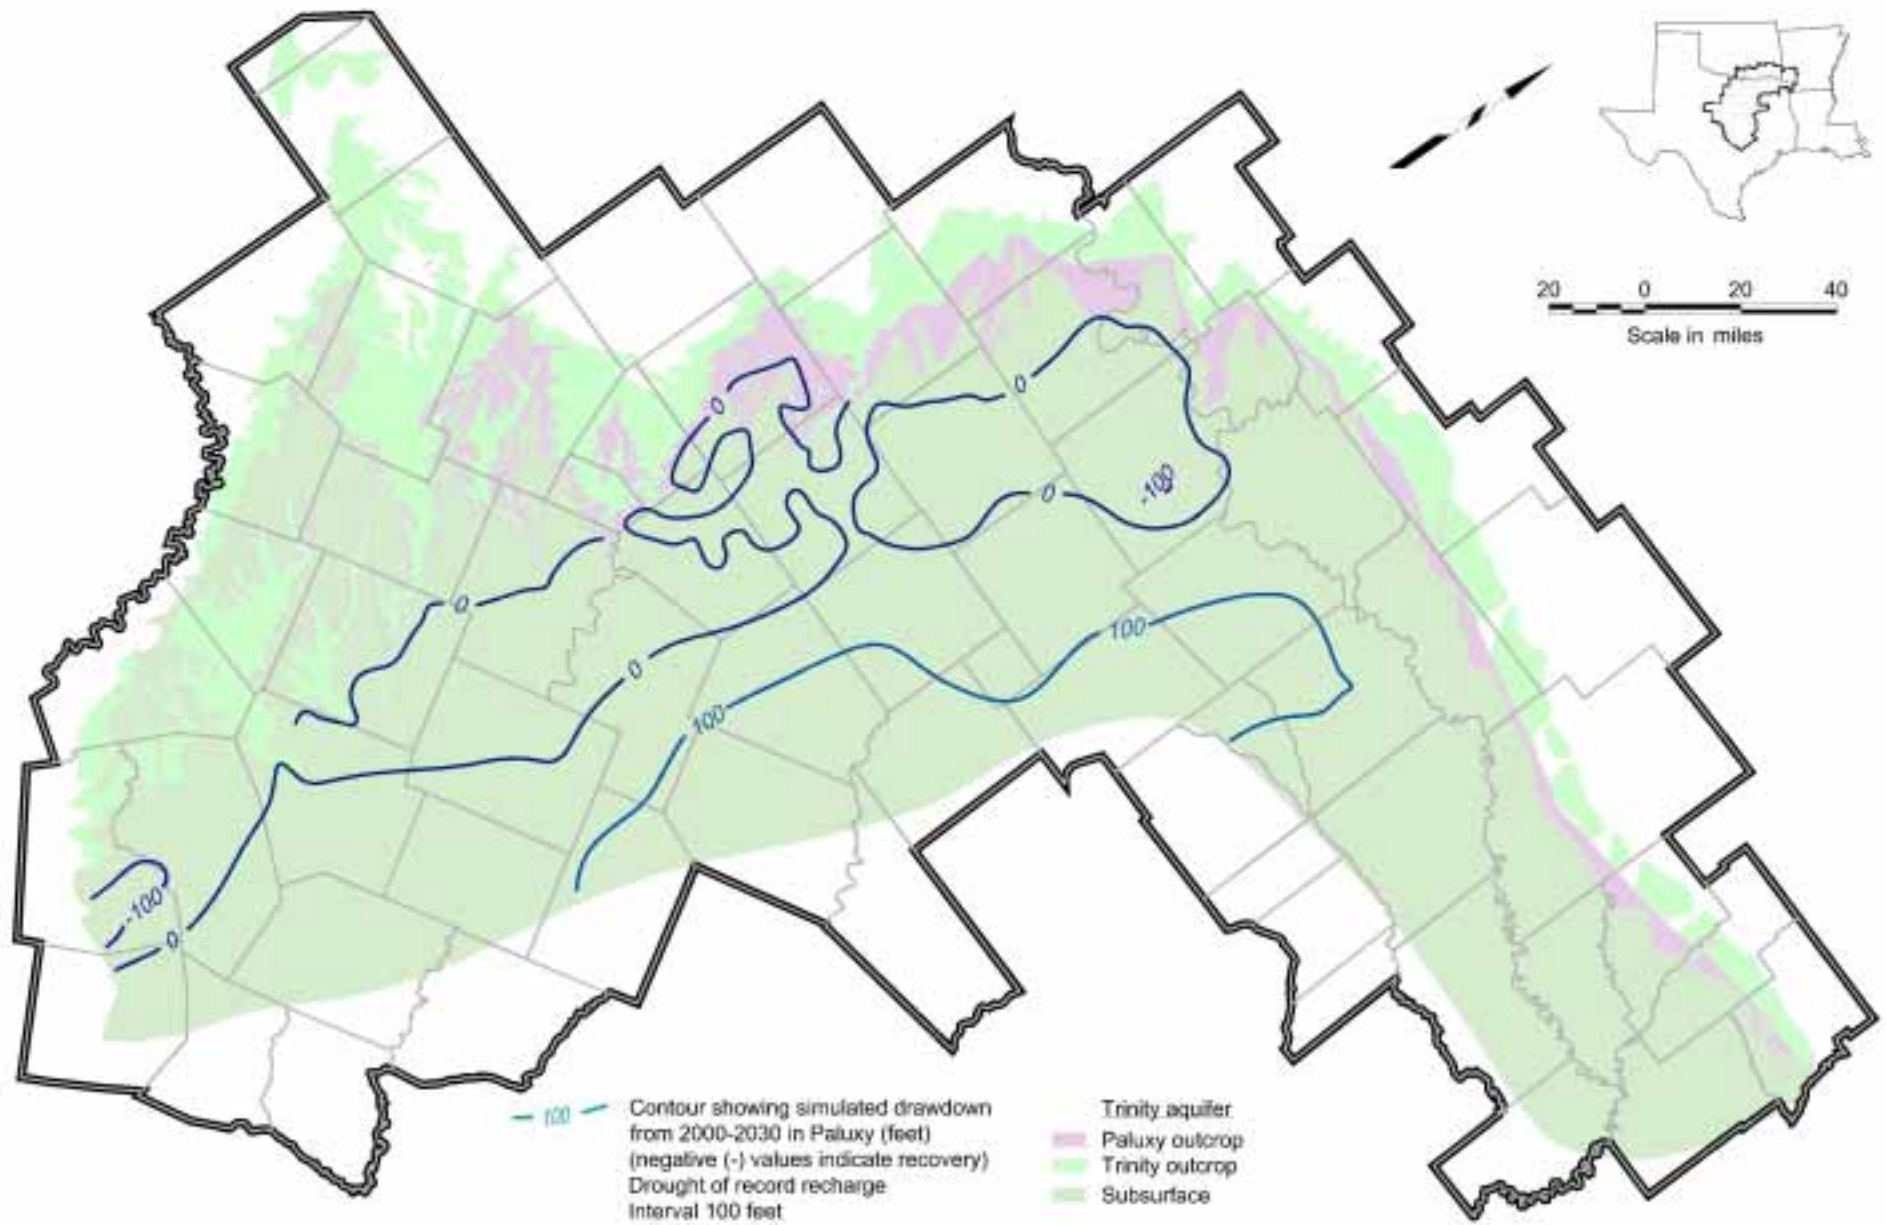 20 0 20 40
Scale in miles
0
0
-100
0
0
100
0
100
-100
0
100
Contour showing simulated drawdown
from 2000-2030 in Paluxy (feet)
(negative (-) values indicate recovery)
Drought of record recharge
Interval 100 feet
Trinity aquifer
Paluxy outcrop
Trinity outcrop
Subsurface